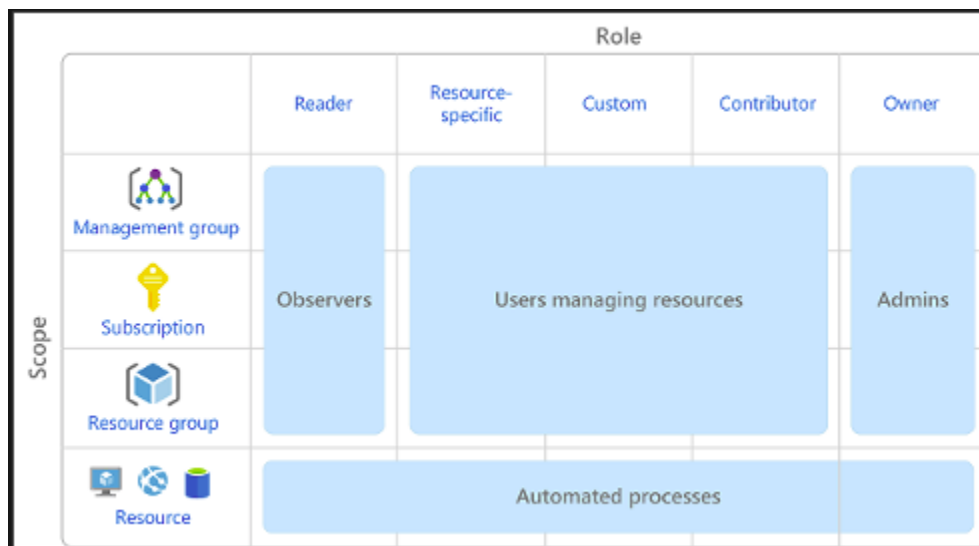 Role
Reader
Resource-
specific
Custom
Contributor
Owner
Scope
Management group
Subscription
Resource group
Resource
Observers
Users managing resources
Admins
Automated processes